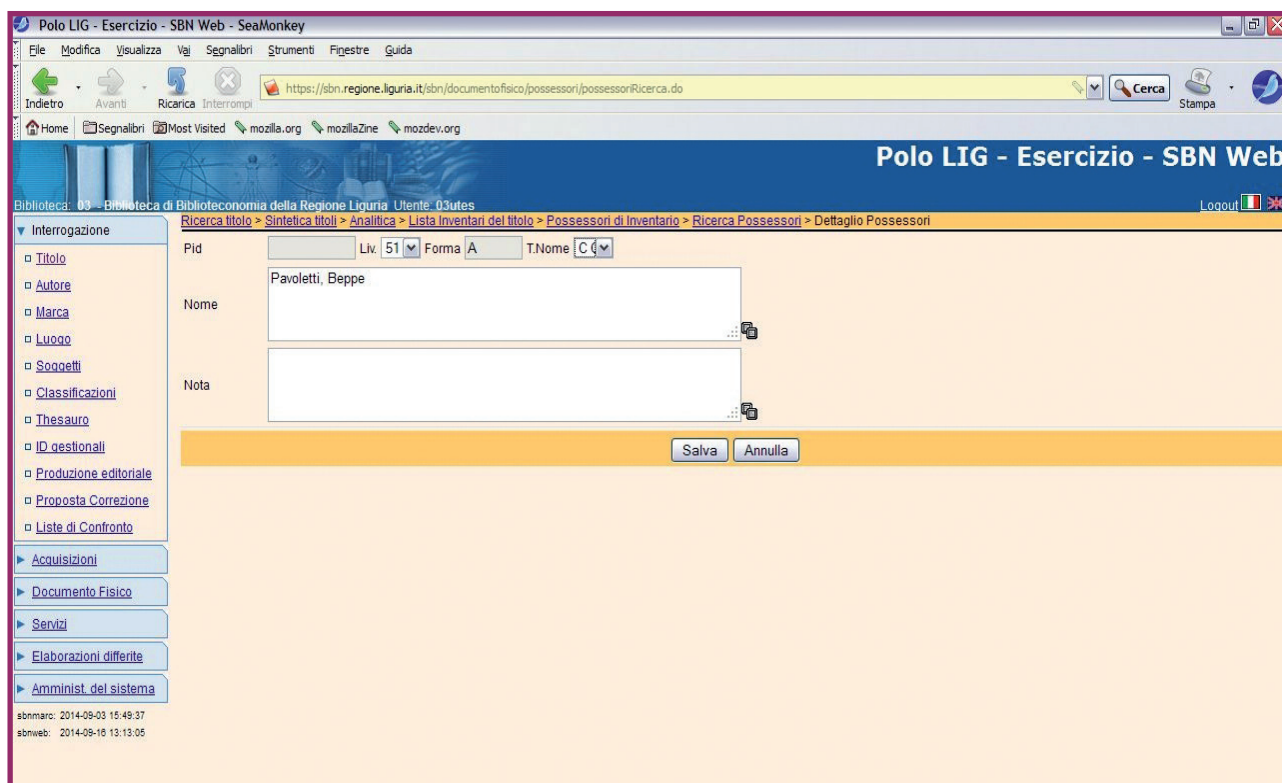 Polo LIG - Esercizio - SBN Web - SeaMonkey
File Modifica Visualizza Vai Segnalibri Strumenti Finestre Guida
https://sbn.regione.liguria.it/sbn/documentofisico/possessori/possessoriRicerca.do
Cerca
Indietro Avanti Ricarica Interrompi Stampa
Home Segnalibri Most Visited mozilla.org mozillaZine mozdev.org
Polo LIG - Esercizio - SBN Web
Biblioteca: 03 - Biblioteca di Biblioteconomia della Regione Liguria Utente: 03utes Logout
Ricerca titolo > Sintetica titoli > Analitica > Lista Inventari del titolo > Possessori di Inventario > Ricerca Possessori > Dettaglio Possessori
Interrogazione
Titolo
Autore
Marca
Luogo
Soggetti
Classificazioni
Thesauro
ID gestionali
Produzione editoriale
Proposta Correzione
Liste di Confronto
Acquisizioni
Documento Fisico
Servizi
Elaborazioni differite
Amminist. del sistema
sbnmarc: 2014-09-03 15:49:37
sbnweb: 2014-09-16 13:13:05
Pid Liv. 51 Forma A T.Nome C
Nome Pavoletti, Beppe
Nota
Salva Annulla